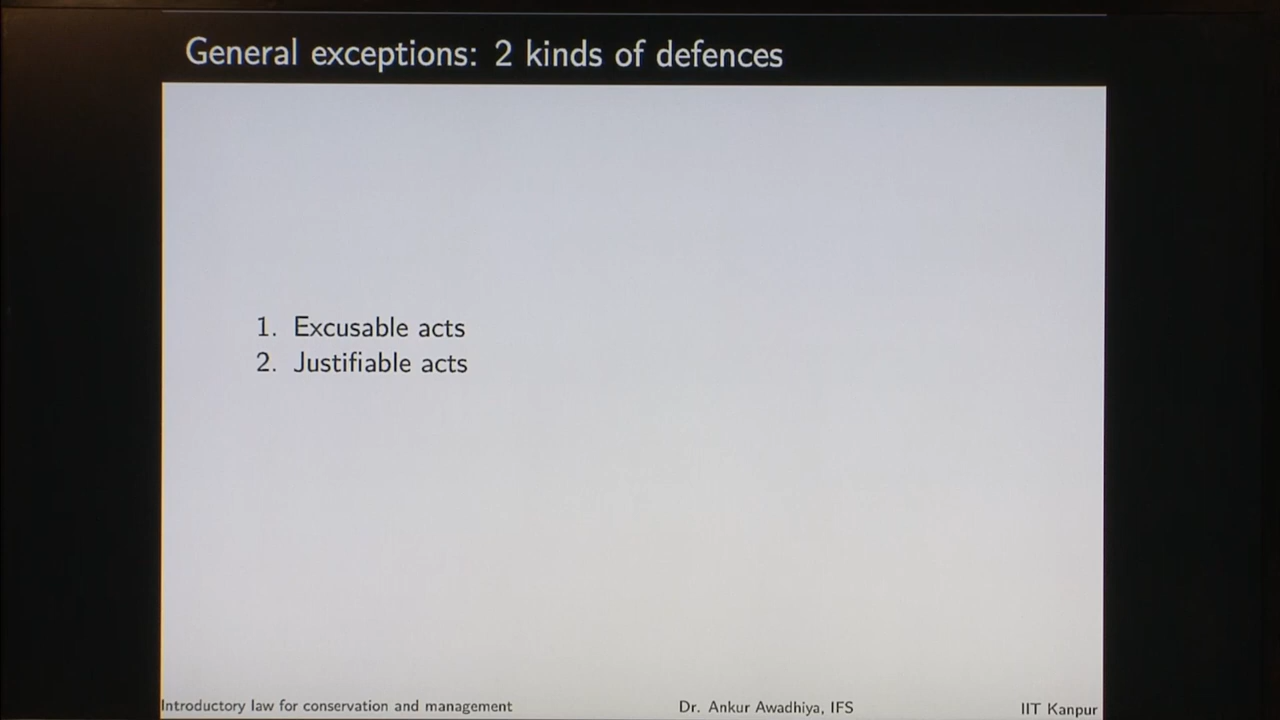 General exceptions: 2 kinds of defences
1. Excusable acts
2. Justifiable acts
Introductory law for conservation and management
Dr. Ankur Awadhiya, IFS
IIT Kanpur